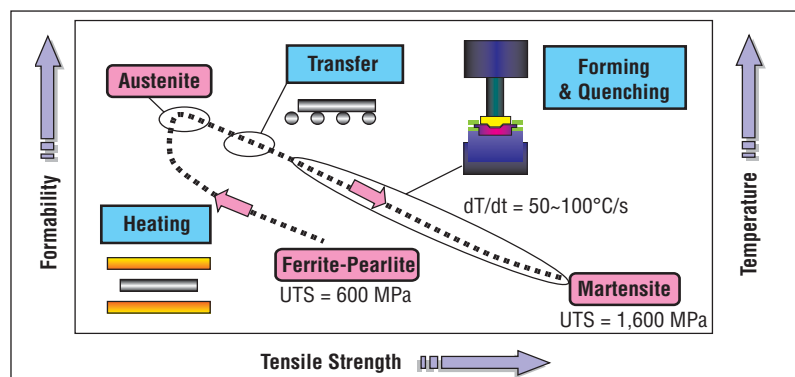 Austenite
Transfer
Forming
& Quenching
Formability
Temperature
dT/dt = 50~100°C/s
Heating
Ferrite-Pearlite
UTS = 600 MPa
Martensite
UTS = 1,600 MPa
Tensile Strength